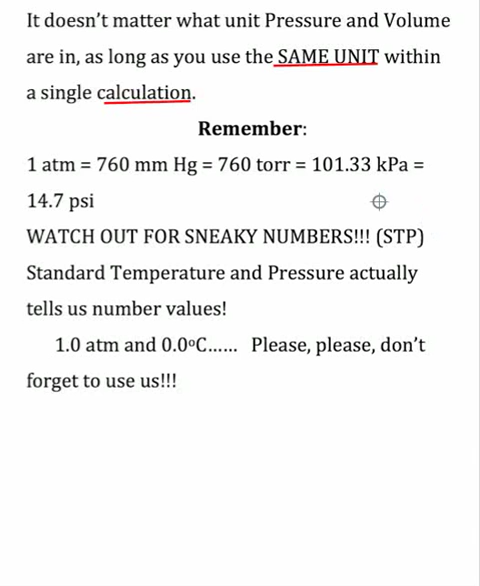 It doesn’t matter what unit Pressure and Volume
are in, as long as you use the SAME UNIT within
a single calculation.
Remember:
1 atm = 760 mm Hg = 760 torr = 101.33 kPa =
14.7 psi
WATCH OUT FOR SNEAKY NUMBERS!!! (STP)
Standard Temperature and Pressure actually
tells us number values!
1.0 atm and 0.0ºC...... Please, please, don’t
forget to use us!!!